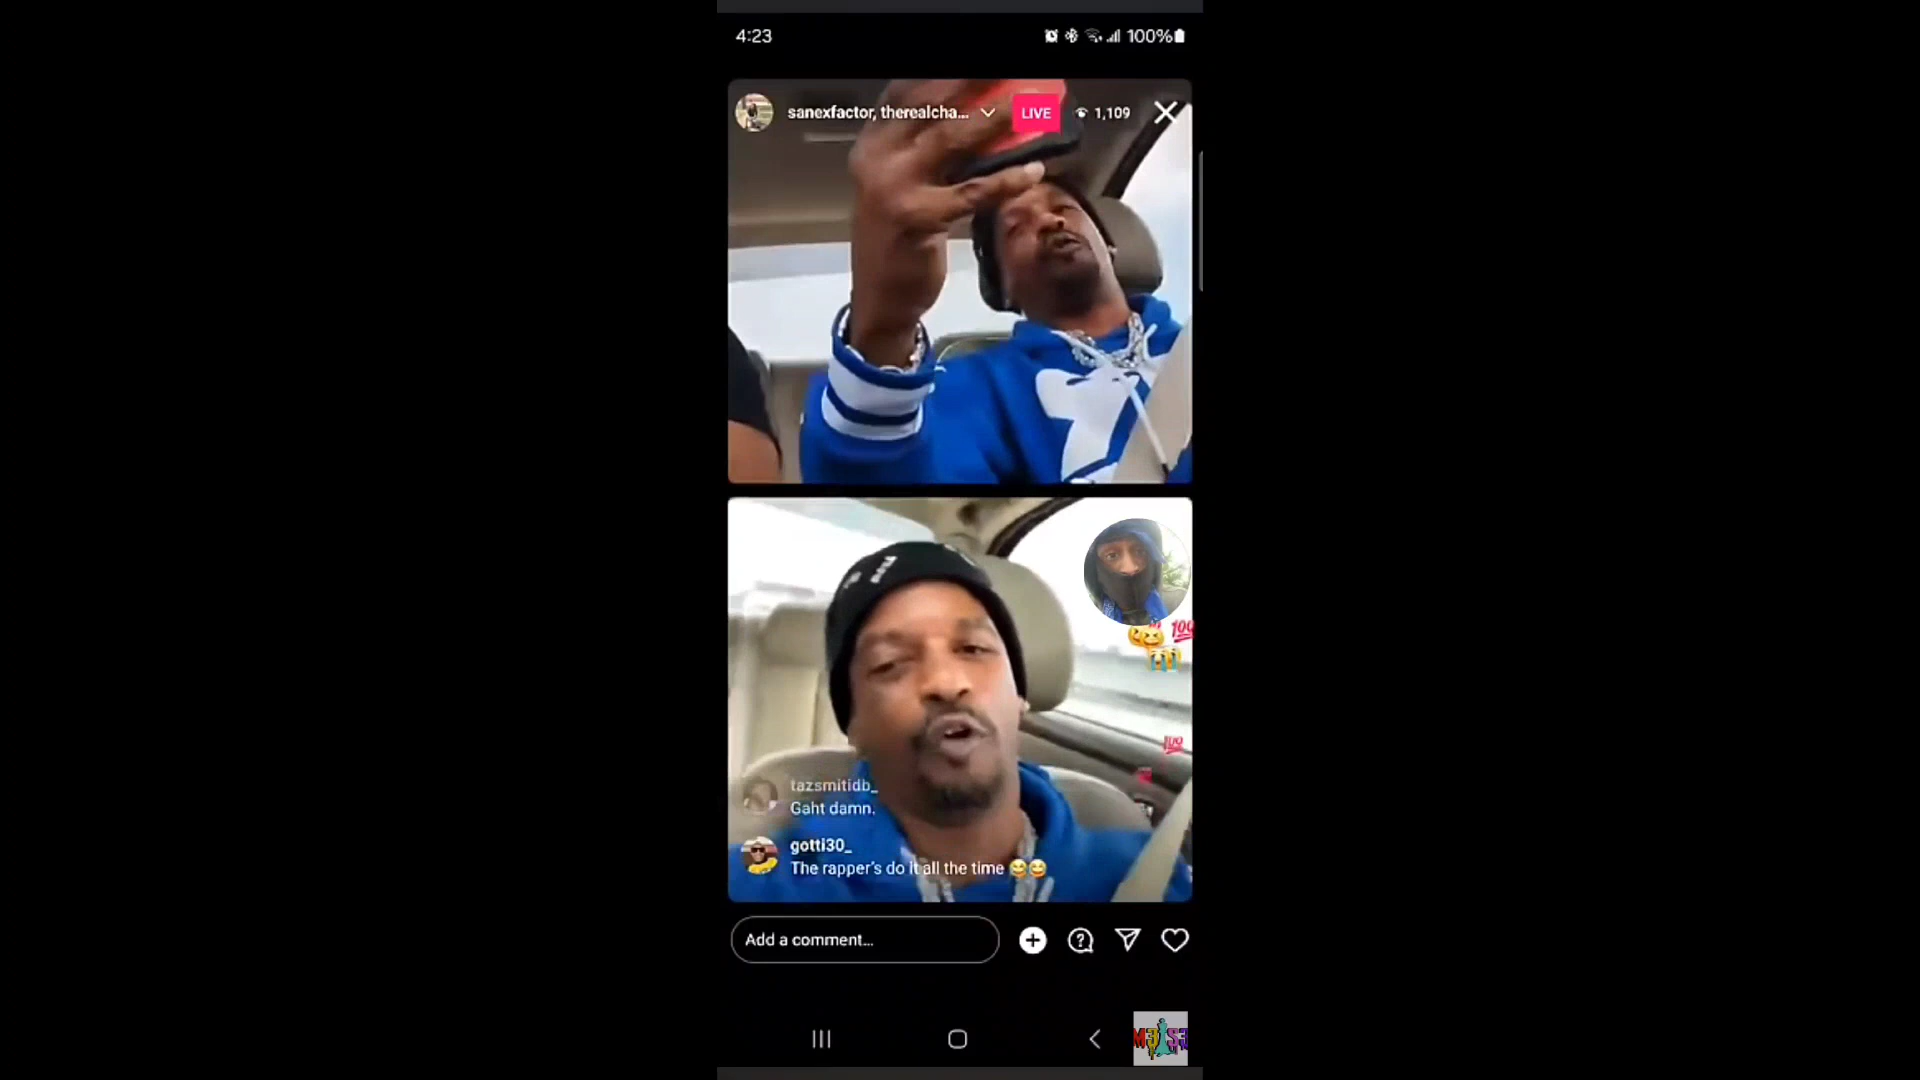 4:23
100%
sanexfactor, therealcha...
LIVE
1,109
tazsmitidb_
Gaht damn.
gotti30_
The rapper's do it all the time
Add a comment...